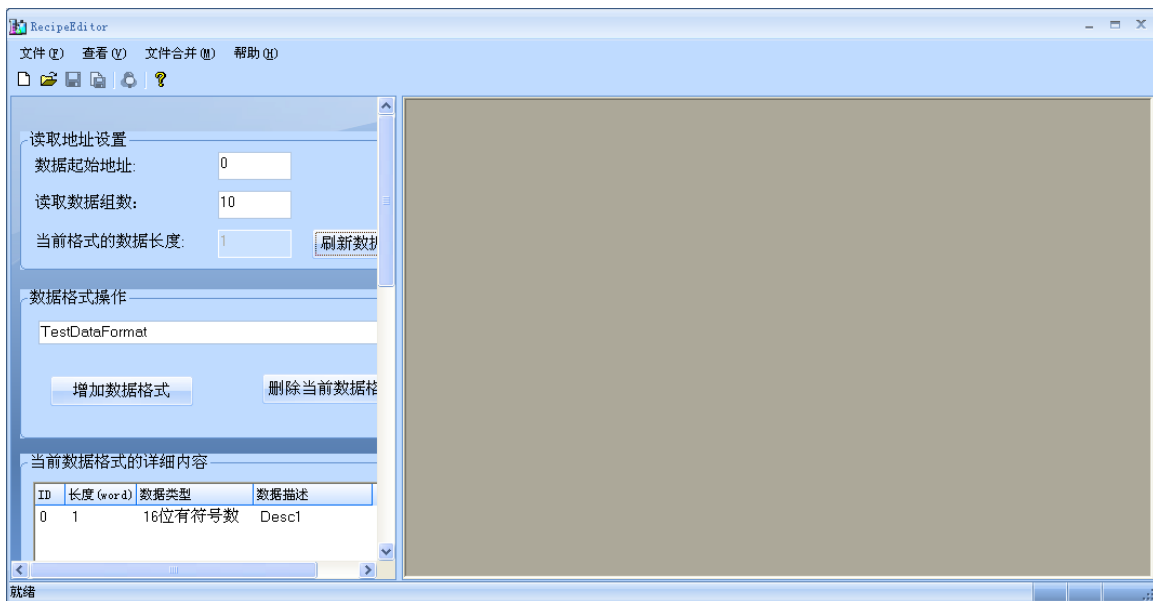 RecipeEditor
文件(F) 查看(V) 文件合并(M) 帮助(H)
读取地址设置
数据起始地址: 0
读取数据组数: 10
当前格式的数据长度: 1 刷新数
数据格式操作
TestDataFormat
增加数据格式 删除当前数据格
当前数据格式的详细内容
ID 长度(word) 数据类型 数据描述
0 1 16位有符号数 Desc1
就绪